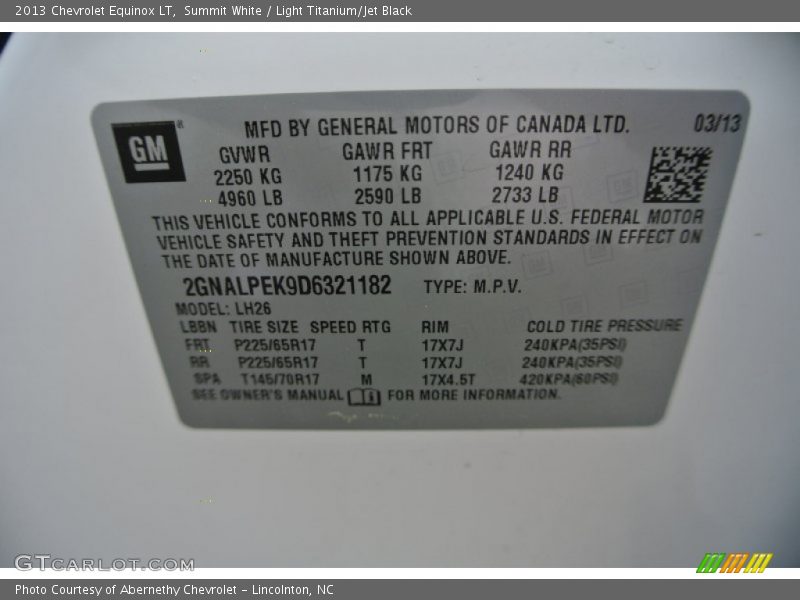 2013 Chevrolet Equinox LT, Summit White / Light Titanium/Jet Black
GM®
MFD BY GENERAL MOTORS OF CANADA LTD. 03/13
GVWR GAWR FRT GAWR RR
2250 KG 1175 KG 1240 KG
4960 LB 2590 LB 2733 LB
THIS VEHICLE CONFORMS TO ALL APPLICABLE U.S. FEDERAL MOTOR
VEHICLE SAFETY AND THEFT PREVENTION STANDARDS IN EFFECT ON
THE DATE OF MANUFACTURE SHOWN ABOVE.
2GNALPEK9D6321182 TYPE: M.P.V.
MODEL: LH26
LBBN TIRE SIZE SPEED RTG RIM COLD TIRE PRESSURE
FRT P225/65R17 T 17X7J 240KPA(35PSI)
RR P225/65R17 T 17X7J 240KPA(35PSI)
SPA T145/70R17 M 17X4.5T 420KPA(60PSI)
SEE OWNER'S MANUAL FOR MORE INFORMATION.
GTCARLOT.COM
Photo Courtesy of Abernethy Chevrolet – Lincolnton, NC